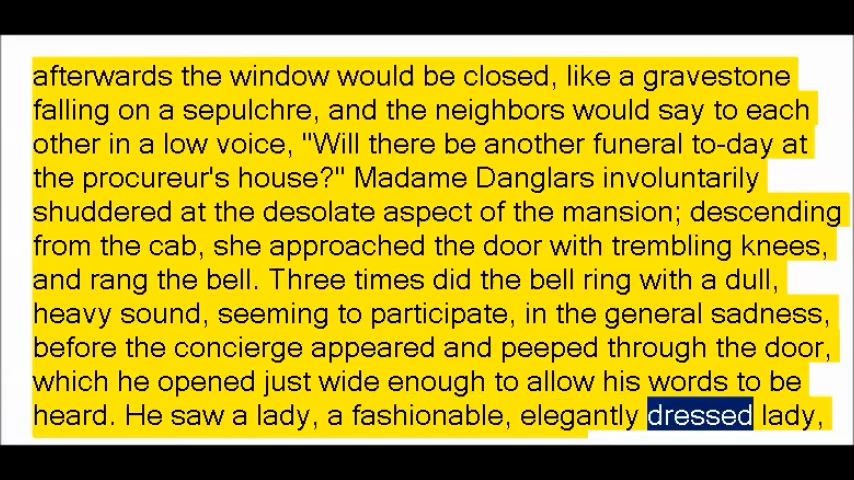 afterwards the window would be closed, like a gravestone
falling on a sepulchre, and the neighbors would say to each
other in a low voice, "Will there be another funeral to-day at
the procureur's house?" Madame Danglars involuntarily
shuddered at the desolate aspect of the mansion; descending
from the cab, she approached the door with trembling knees,
and rang the bell. Three times did the bell ring with a dull,
heavy sound, seeming to participate, in the general sadness,
before the concierge appeared and peeped through the door,
which he opened just wide enough to allow his words to be
heard. He saw a lady, a fashionable, elegantly dressed lady,